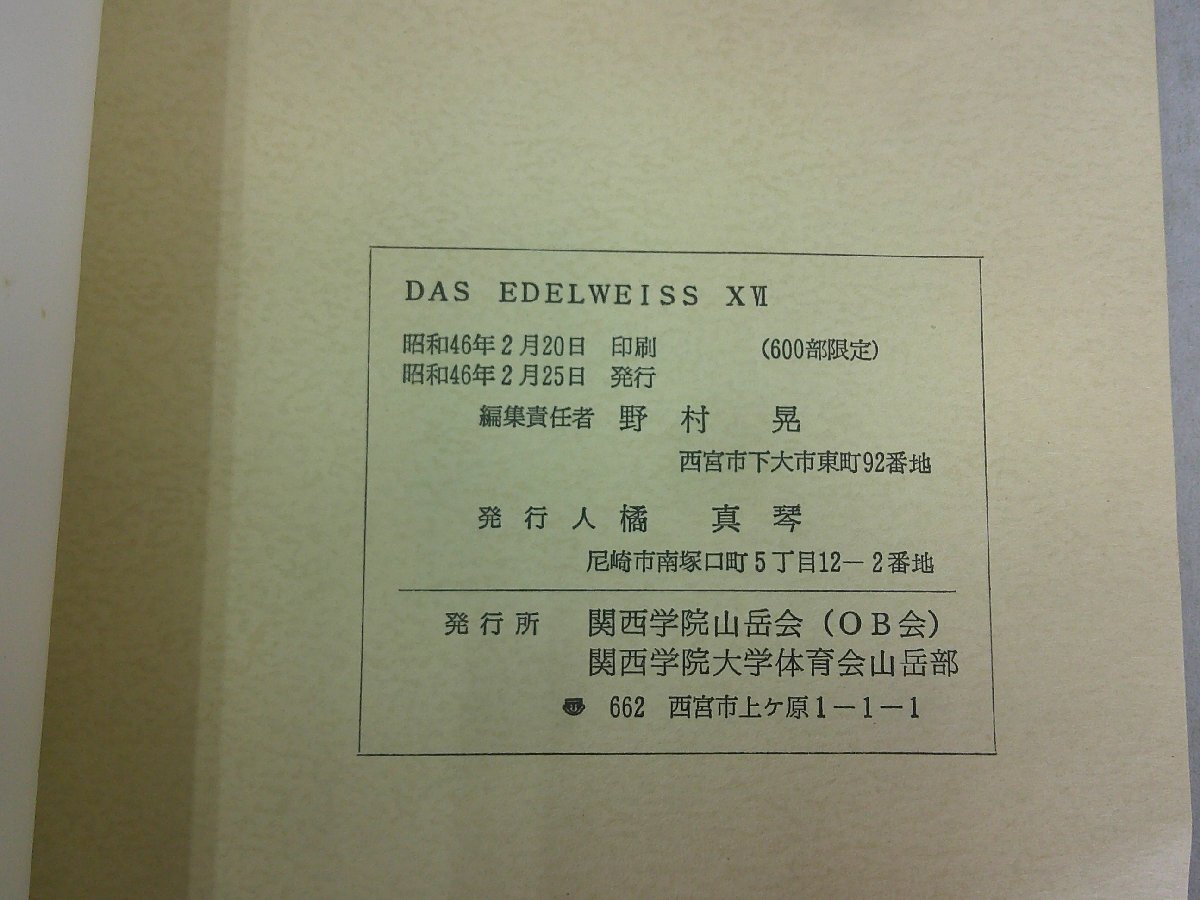 DAS EDELWEISS XVI
昭和46年2月20日 印刷 (600部限定)
昭和46年2月25日 発行
編集責任者 野村 晃
西宮市下大市東町92番地
発行人 橘 真琴
尼崎市南塚口町5丁目12―2番地
発行所 関西学院山岳会(OB会)
関西学院大学体育会山岳部
〠 662 西宮市上ケ原1―1―1